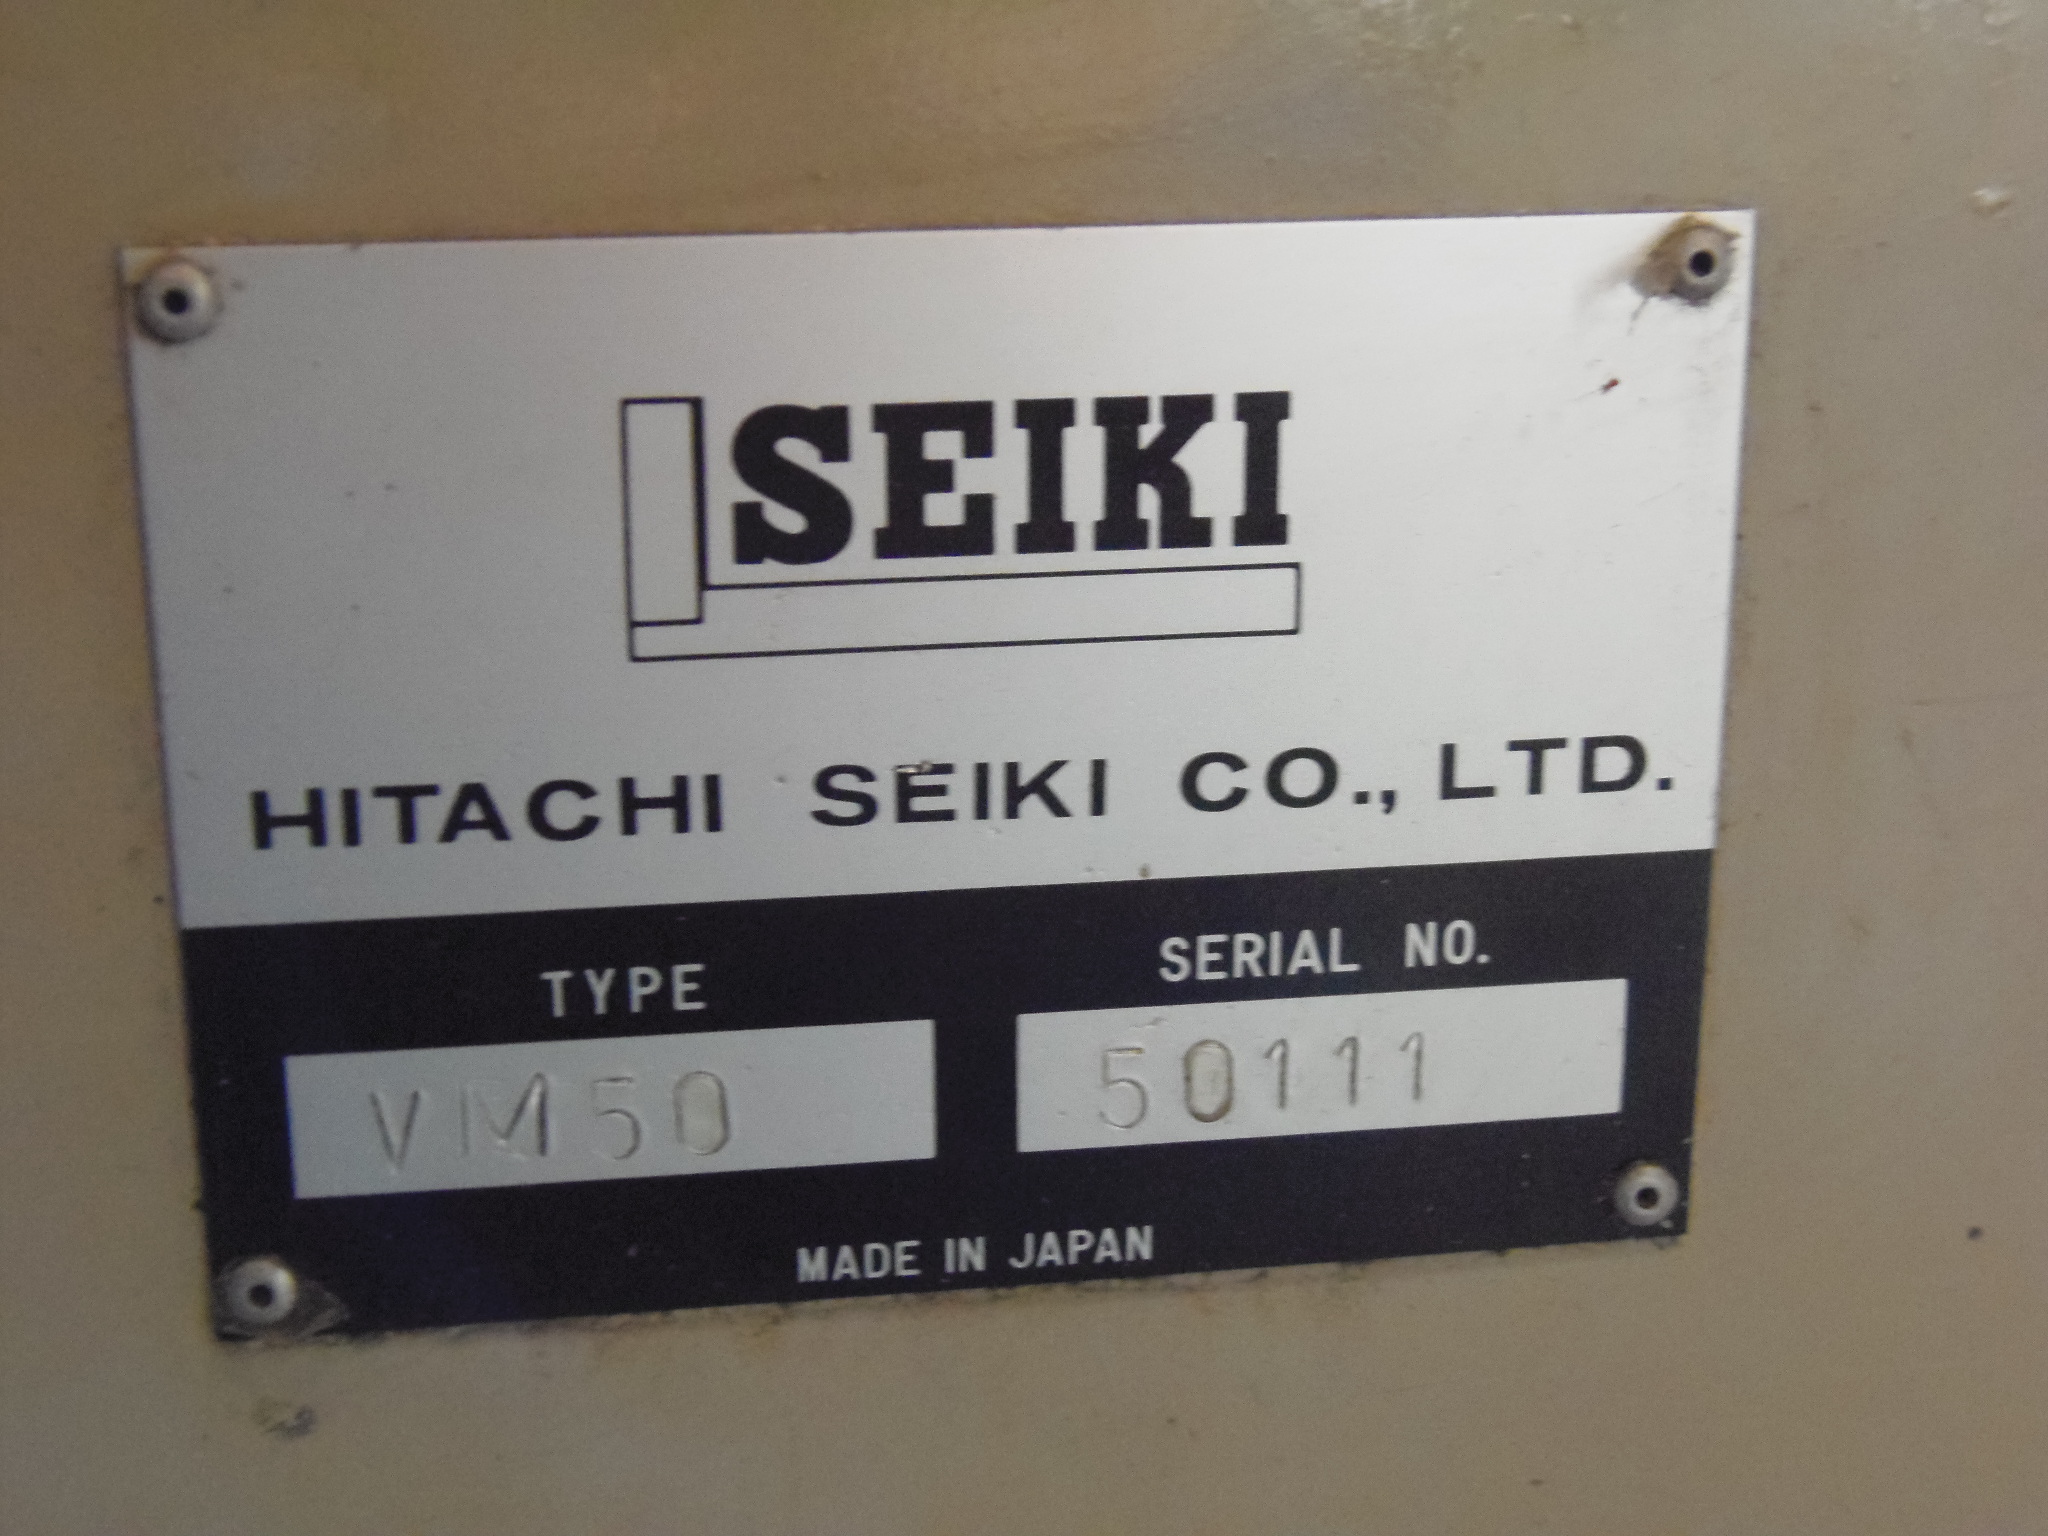 SEIKI
HITACHI SEIKI CO., LTD.
TYPE SERIAL NO.
VM50 50111
MADE IN JAPAN